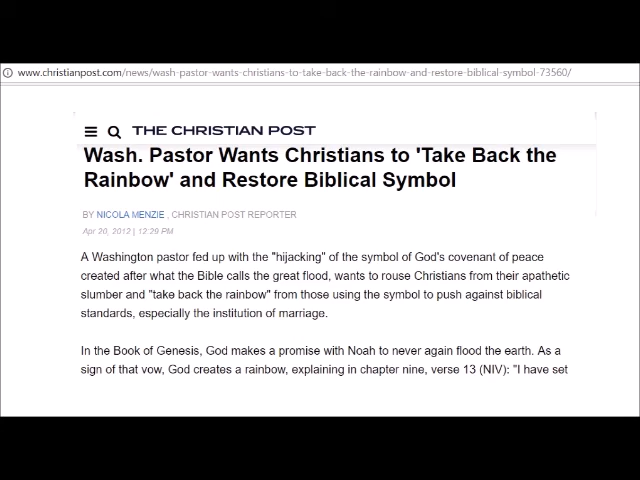 www.christianpost.com/news/wash-pastor-wants-christians-to-take-back-the-rainbow-and-restore-biblical-symbol-73560/
THE CHRISTIAN POST
Wash. Pastor Wants Christians to 'Take Back the
Rainbow' and Restore Biblical Symbol
BY NICOLA MENZIE , CHRISTIAN POST REPORTER
Apr 20, 2012 | 12:29 PM
A Washington pastor fed up with the "hijacking" of the symbol of God's covenant of peace
created after what the Bible calls the great flood, wants to rouse Christians from their apathetic
slumber and "take back the rainbow" from those using the symbol to push against biblical
standards, especially the institution of marriage.
In the Book of Genesis, God makes a promise with Noah to never again flood the earth. As a
sign of that vow, God creates a rainbow, explaining in chapter nine, verse 13 (NIV): "I have set